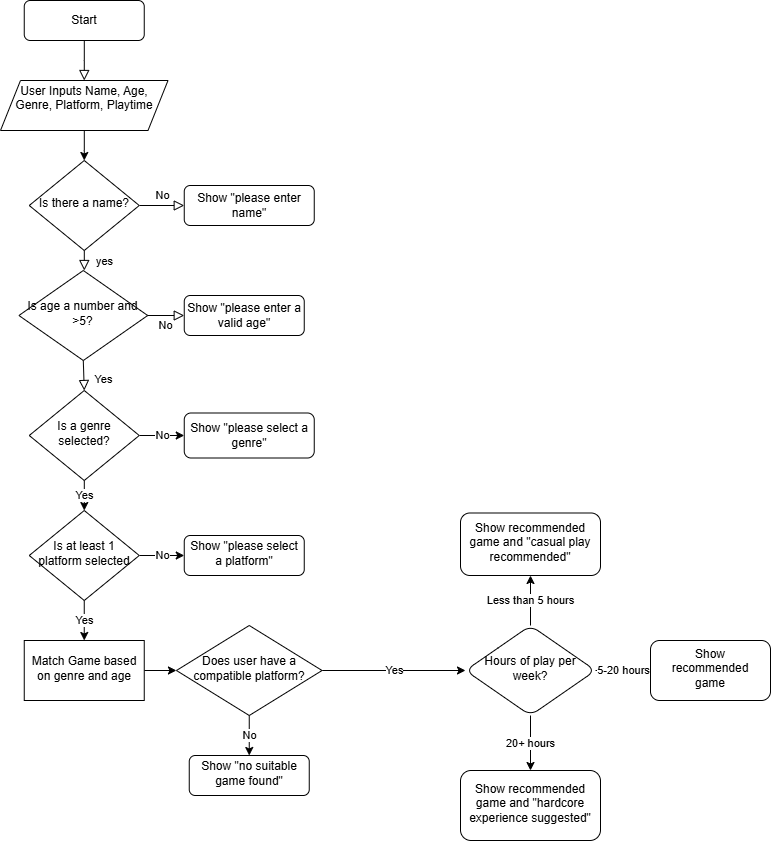 Start
User Inputs Name, Age,
Genre, Platform, Playtime
Is there a name?
No
Show "please enter
name"
yes
Is age a number and
>5?
No
Show "please enter a
valid age"
Yes
Is a genre
selected?
No
Show "please select a
genre"
Yes
Is at least 1
platform selected
No
Show "please select
a platform"
Yes
Match Game based
on genre and age
Does user have a
compatible platform?
No
Show "no suitable
game found"
Yes
Hours of play per
week?
Less than 5 hours
Show recommended
game and "casual play
recommended"
5-20 hours
Show
recommended
game
20+ hours
Show recommended
game and "hardcore
experience suggested"